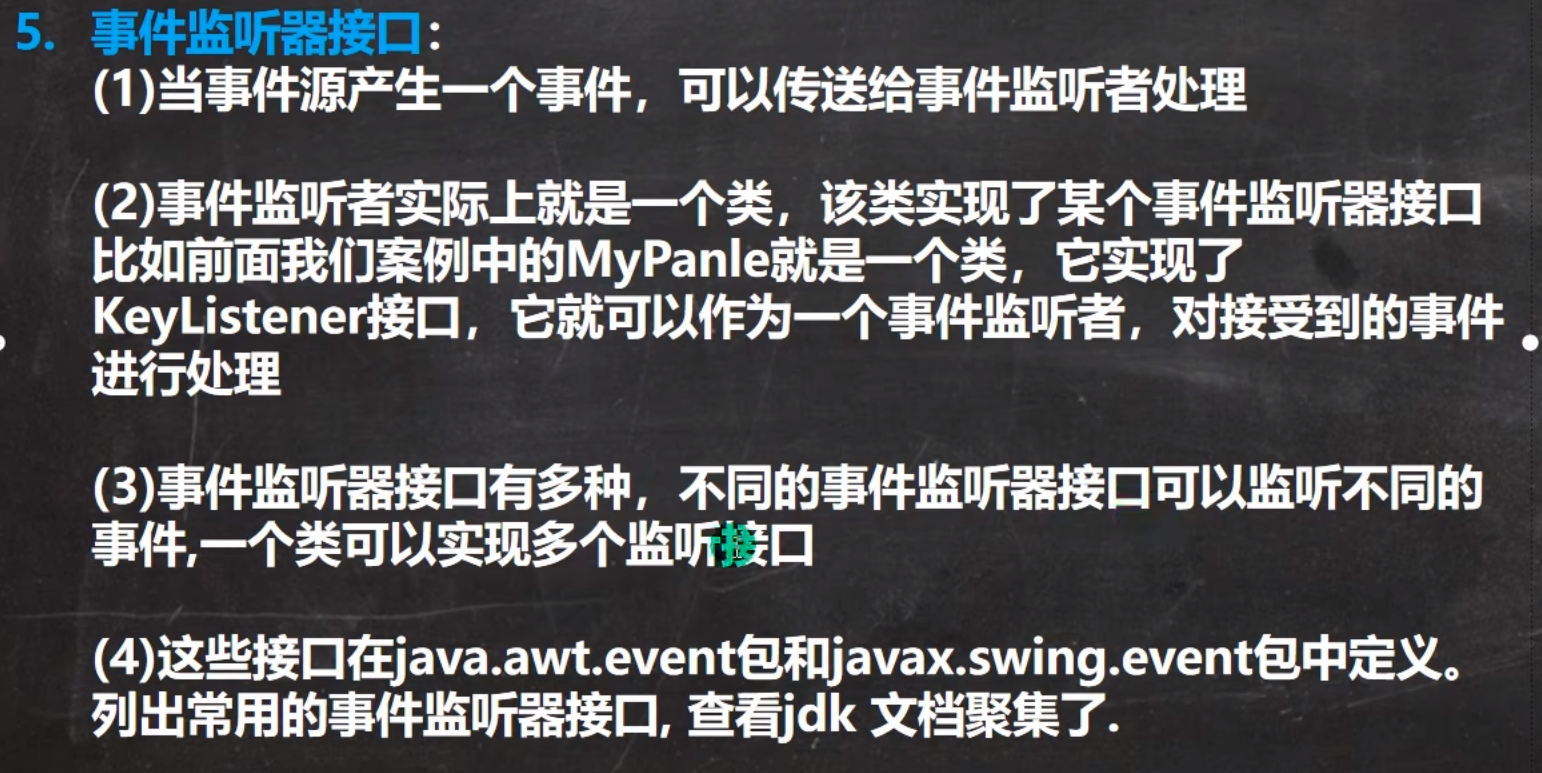 5. 事件监听器接口：
(1)当事件源产生一个事件，可以传送给事件监听者处理
(2)事件监听者实际上就是一个类，该类实现了某个事件监听器接口
比如前面我们案例中的MyPanle就是一个类，它实现了
KeyListener接口，它就可以作为一个事件监听者，对接受到的事件
进行处理
(3)事件监听器接口有多种，不同的事件监听器接口可以监听不同的
事件,一个类可以实现多个监听接口
(4)这些接口在java.awt.event包和javax.swing.event包中定义。
列出常用的事件监听器接口, 查看jdk 文档聚集了.